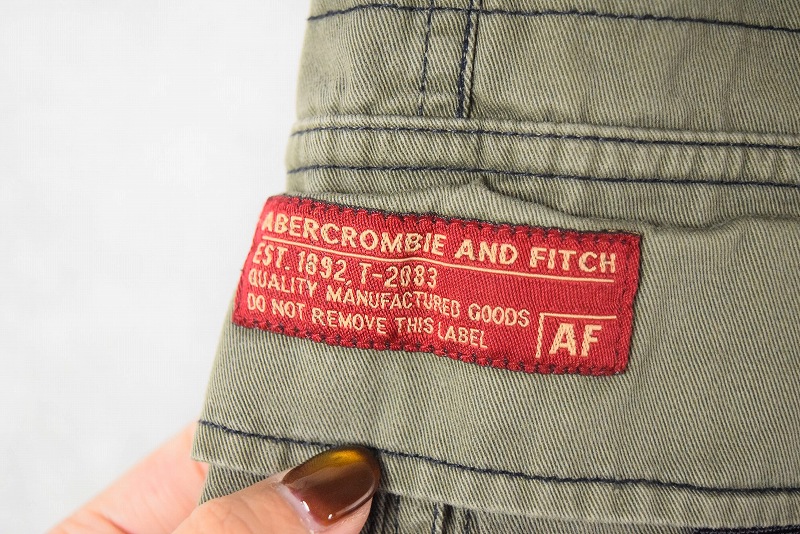 ABERCROMBIE AND FITCH
EST. 1892, T-2083
QUALITY MANUFACTURED GOODS
DO NOT REMOVE THIS LABEL
AF